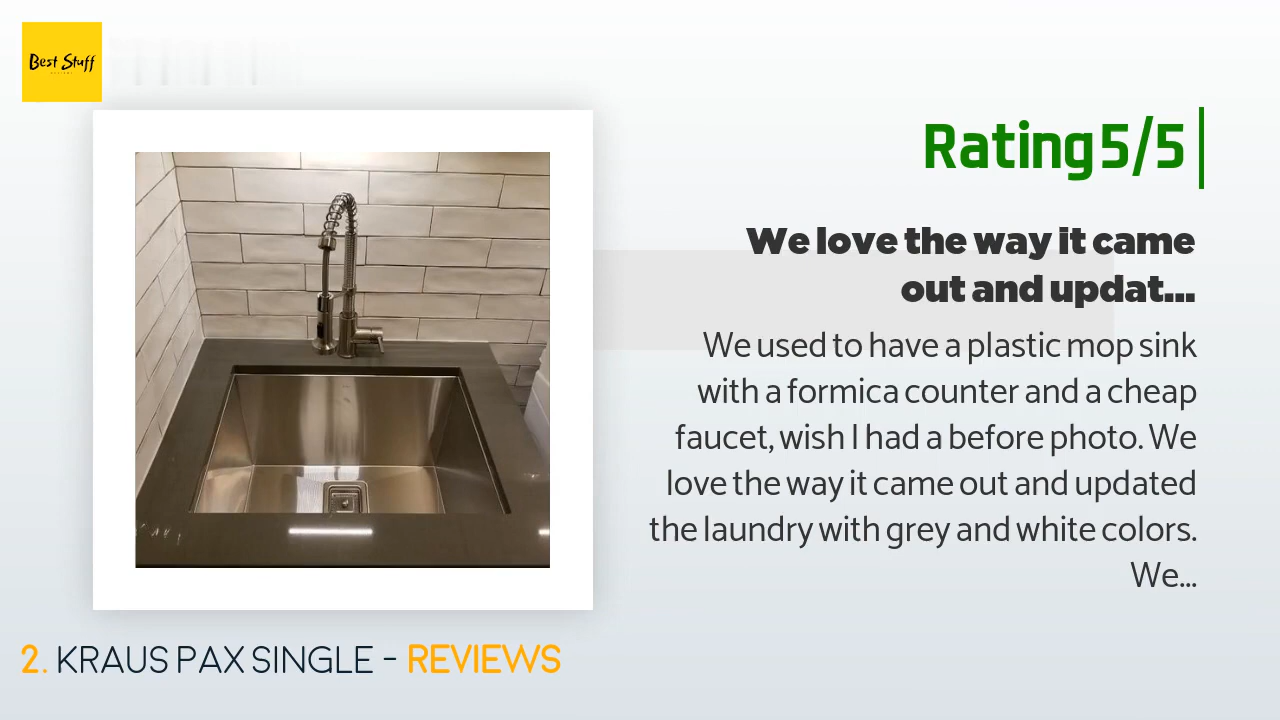 Best Stuff
Rating 5/5
We love the way it came
out and updat...
We used to have a plastic mop sink
with a formica counter and a cheap
faucet, wish I had a before photo. We
love the way it came out and updated
the laundry with grey and white colors.
We...
2. KRAUS PAX SINGLE - REVIEWS